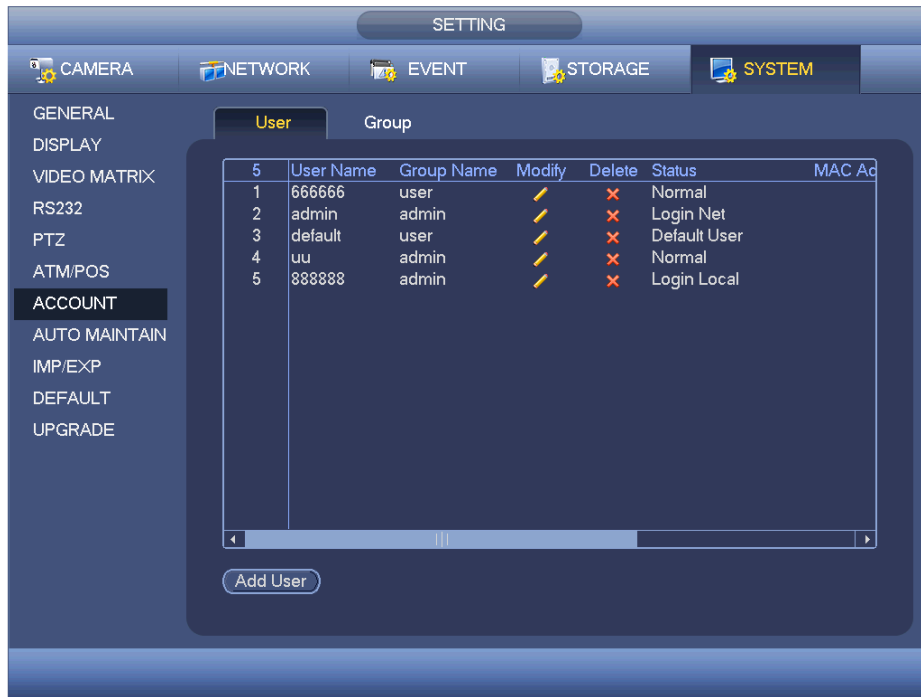 SETTING
CAMERA NETWORK EVENT STORAGE SYSTEM
GENERAL
DISPLAY
VIDEO MATRIX
RS232
PTZ
ATM/POS
ACCOUNT
AUTO MAINTAIN
IMP/EXP
DEFAULT
UPGRADE
User Group
5 User Name Group Name Modify Delete Status MAC Ad
1 666666 user Normal
2 admin admin Login Net
3 default user Default User
4 uu admin Normal
5 888888 admin Login Local
Add User